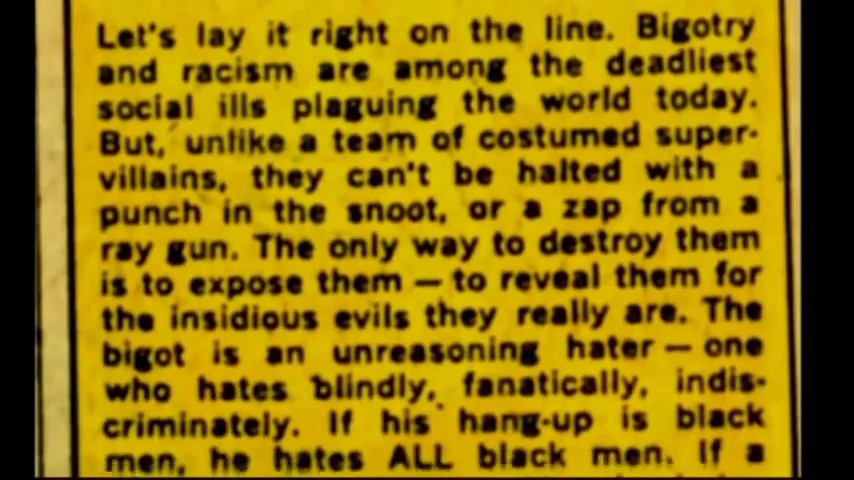 Let's lay it right on the line. Bigotry
and racism are among the deadliest
social ills plaguing the world today.
But, unlike a team of costumed super-
villains, they can't be halted with a
punch in the snoot, or a zap from a
ray gun. The only way to destroy them
is to expose them — to reveal them for
the insidious evils they really are. The
bigot is an unreasoning hater — one
who hates blindly, fanatically, indis-
criminately. If his hang-up is black
men, he hates ALL black men. If a